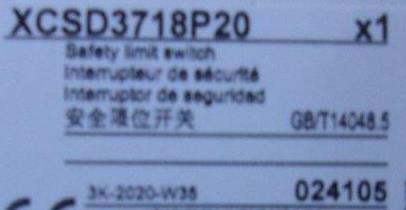 XCSD3718P20 x1
Safety limit switch
Interrupteur de sécurité
Interruptor de seguridad
安全限位开关 GB/T14048.5
3K-2020-W35 024105
CE